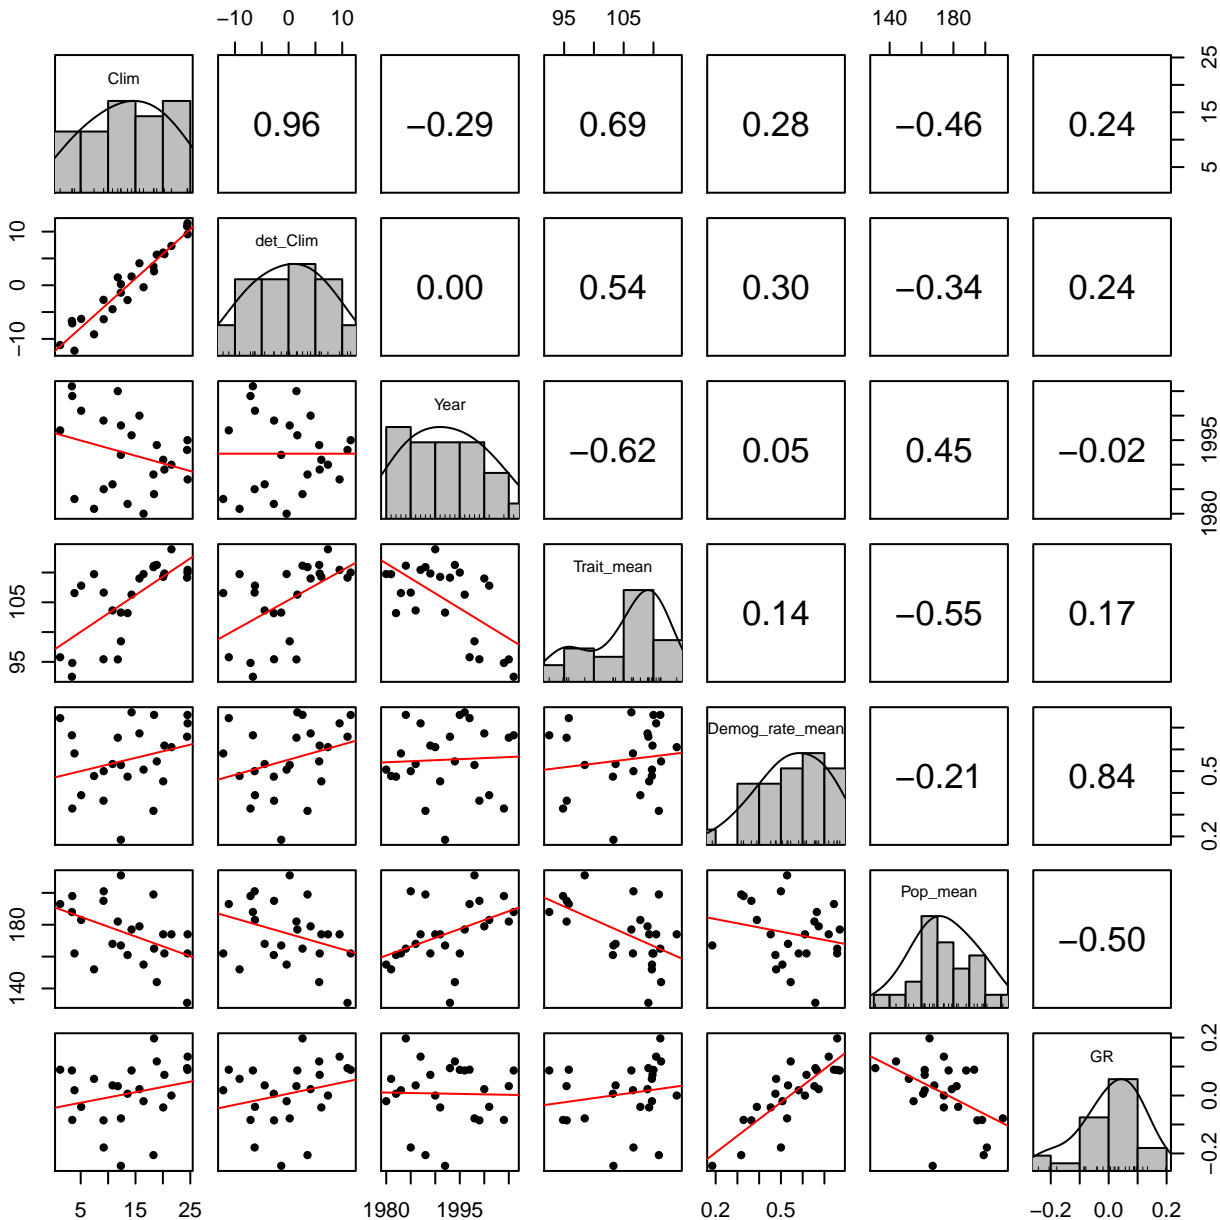 −10 0 10 95 105 140 180
Clim 0.96 −0.29 0.69 0.28 −0.46 0.24 5 15 25
−10 0 10 det_Clim 0.00 0.54 0.30 −0.34 0.24
Year −0.62 0.05 0.45 −0.02 1980 1995
95 105 Trait_mean 0.14 −0.55 0.17
Demog_rate_mean −0.21 0.84 0.2 0.5
140 180 Pop_mean −0.50
GR −0.2 0.0 0.2
5 15 25 1980 1995 0.2 0.5 −0.2 0.0 0.2